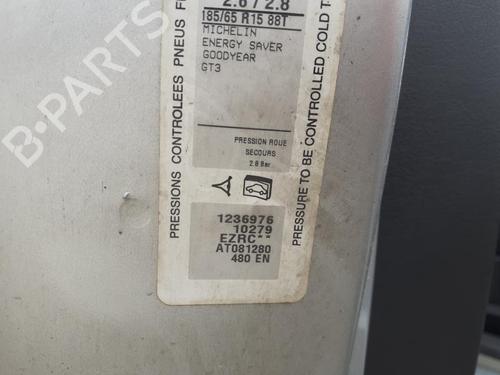 2.6 / 2.8
185/65 R15 88T
MICHELIN
ENERGY SAVER
GOODYEAR
GT3
PRESSION ROUE
SECOURS
2.8 Bar
1236976
10279
EZRC**
AT081280
480 EN
PRESSIONS CONTROLEES PNEUS
PRESSURE TO BE CONTROLLED COLD
B-PARTS